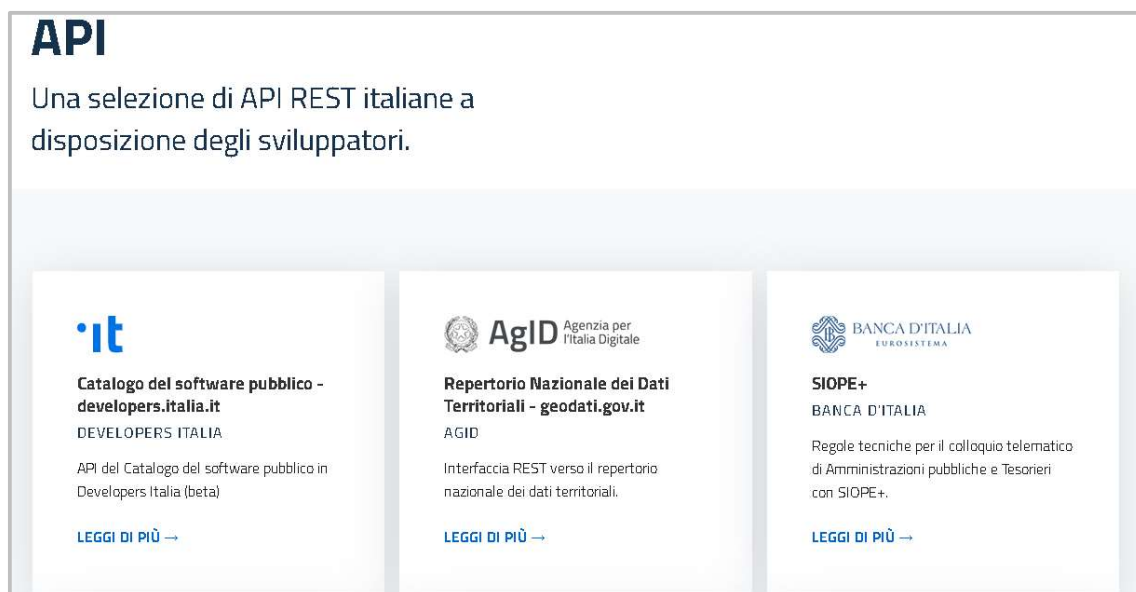 API
Una selezione di API REST italiane a
disposizione degli sviluppatori.
·it
Catalogo del software pubblico -
developers.italia.it
DEVELOPERS ITALIA
API del Catalogo del software pubblico in
Developers Italia (beta)
LEGGI DI PIÙ →
AgID Agenzia per
l'Italia Digitale
Repertorio Nazionale dei Dati
Territoriali - geodati.gov.it
AGID
Interfaccia REST verso il repertorio
nazionale dei dati territoriali.
LEGGI DI PIÙ →
BANCA D'ITALIA
EUROSISTEMA
SIOPE+
BANCA D'ITALIA
Regole tecniche per il colloquio telematico
di Amministrazioni pubbliche e Tesorieri
con SIOPE+.
LEGGI DI PIÙ →